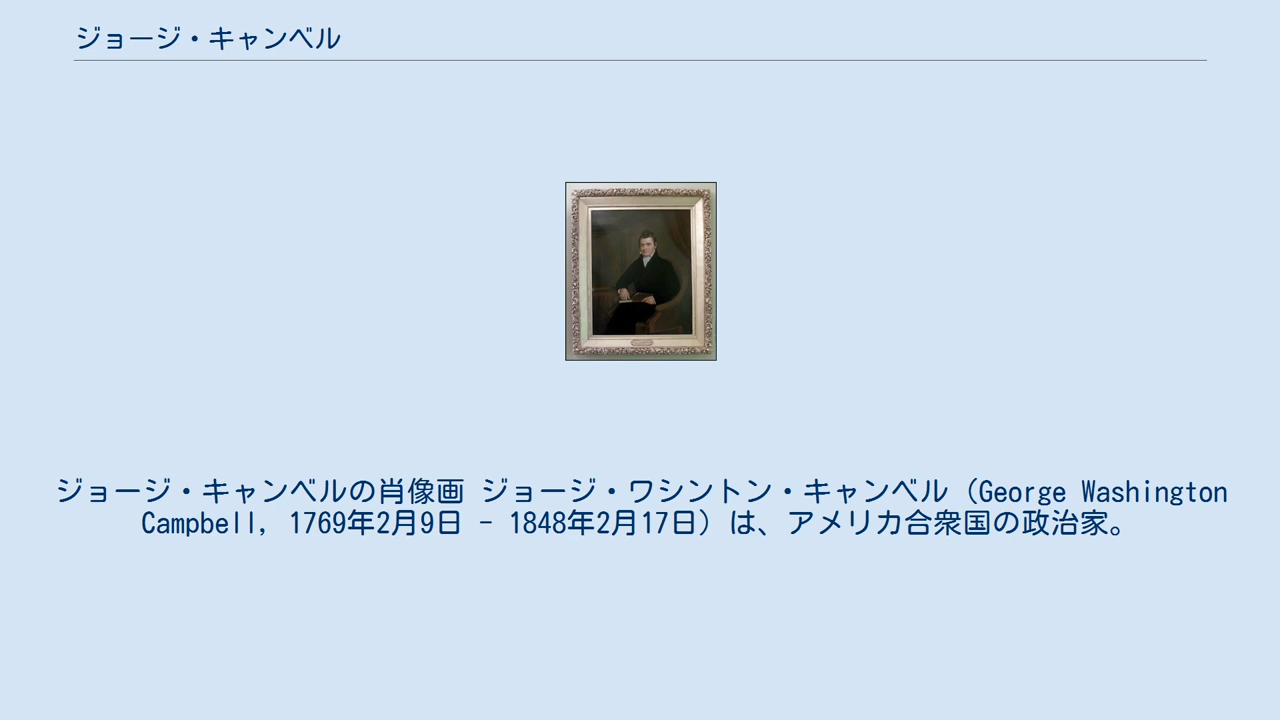 ジョージ・キャンベル
ジョージ・キャンベルの肖像画 ジョージ・ワシントン・キャンベル（George Washington
Campbell, 1769年2月9日 - 1848年2月17日）は、アメリカ合衆国の政治家。